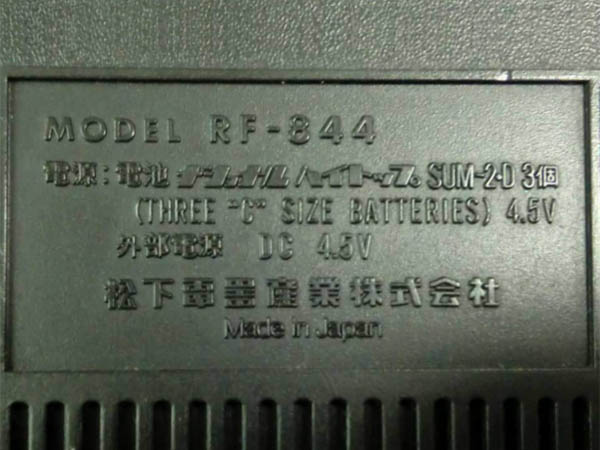 MODEL RF-844
電源:電池 ナショナル ハイトップ SUM-2·D 3個
(THREE "C" SIZE BATTERIES) 4.5V
外部電源 DC 4.5V
松下電器産業株式会社
Made in Japan